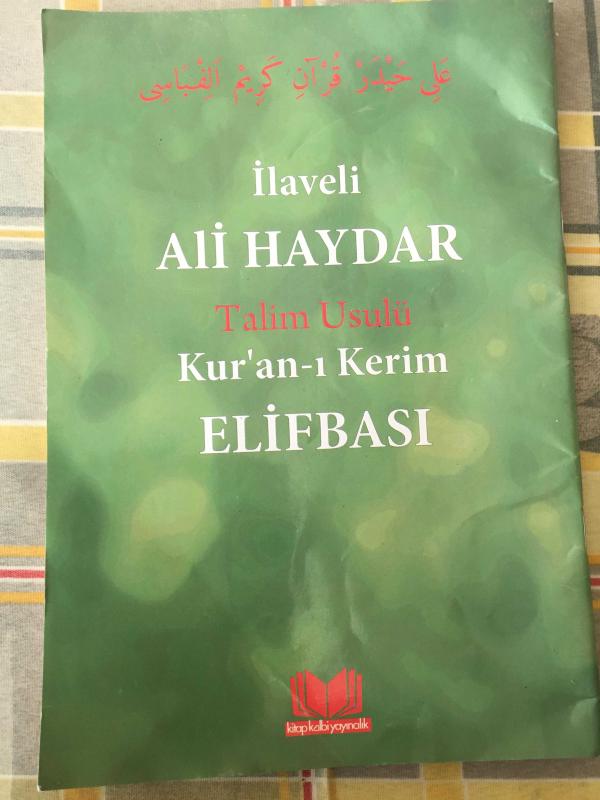 عَلِي حَيْدَرْ قُرْآنِ كَرِيمْ اَلِفْبَاسِى
İlaveli
Alİ HAYDAR
Talim Usulü
Kur'an-ı Kerim
ELİFBASI
kitap kalbi yayıncılık